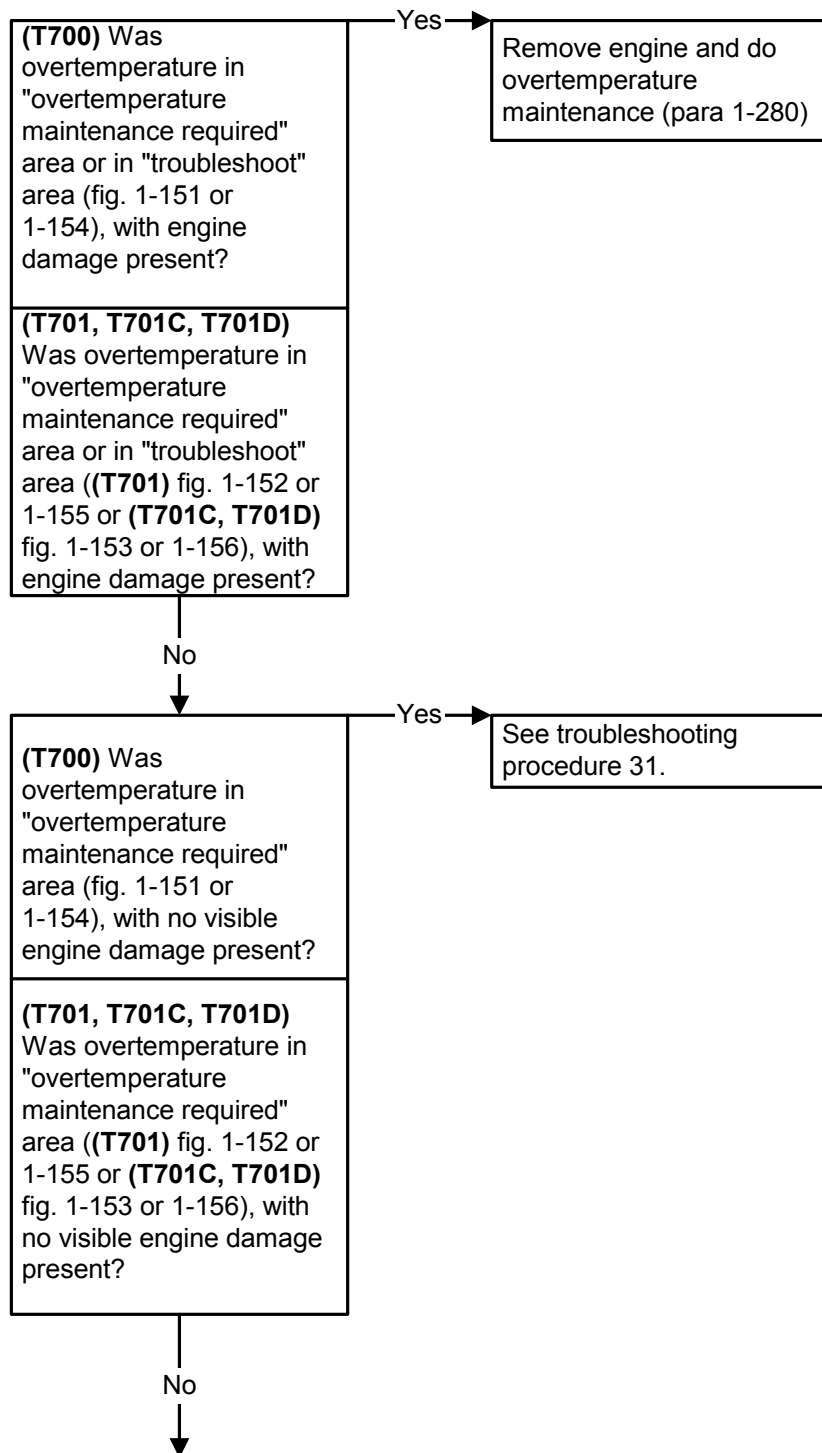 (T700) Was
overtemperature in
"overtemperature
maintenance required"
area or in "troubleshoot"
area (fig. 1-151 or
1-154), with engine
damage present?
Yes
Remove engine and do
overtemperature
maintenance (para 1-280)
(T701, T701C, T701D)
Was overtemperature in
"overtemperature
maintenance required"
area or in "troubleshoot"
area ((T701) fig. 1-152 or
1-155 or (T701C, T701D)
fig. 1-153 or 1-156), with
engine damage present?
No
(T700) Was
overtemperature in
"overtemperature
maintenance required"
area (fig. 1-151 or
1-154), with no visible
engine damage present?
Yes
See troubleshooting
procedure 31.
(T701, T701C, T701D)
Was overtemperature in
"overtemperature
maintenance required"
area ((T701) fig. 1-152 or
1-155 or (T701C, T701D)
fig. 1-153 or 1-156), with
no visible engine damage
present?
No